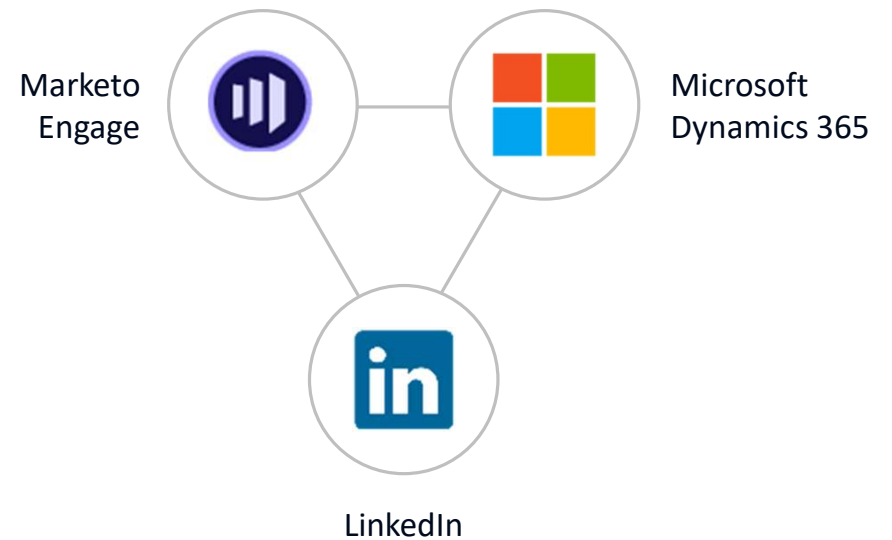 Marketo
Engage
Microsoft
Dynamics 365
in
LinkedIn